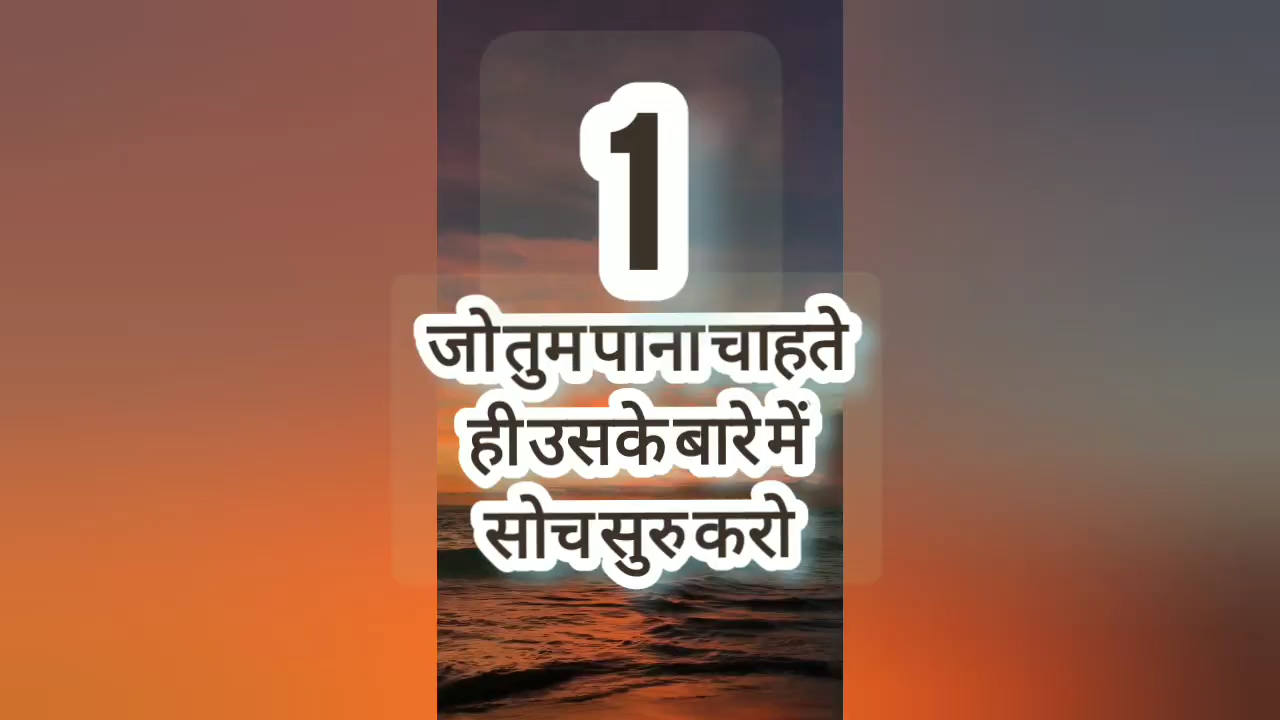 1
जो तुम पाना चाहते
ही उसके बारे में
सोच सुरु करो